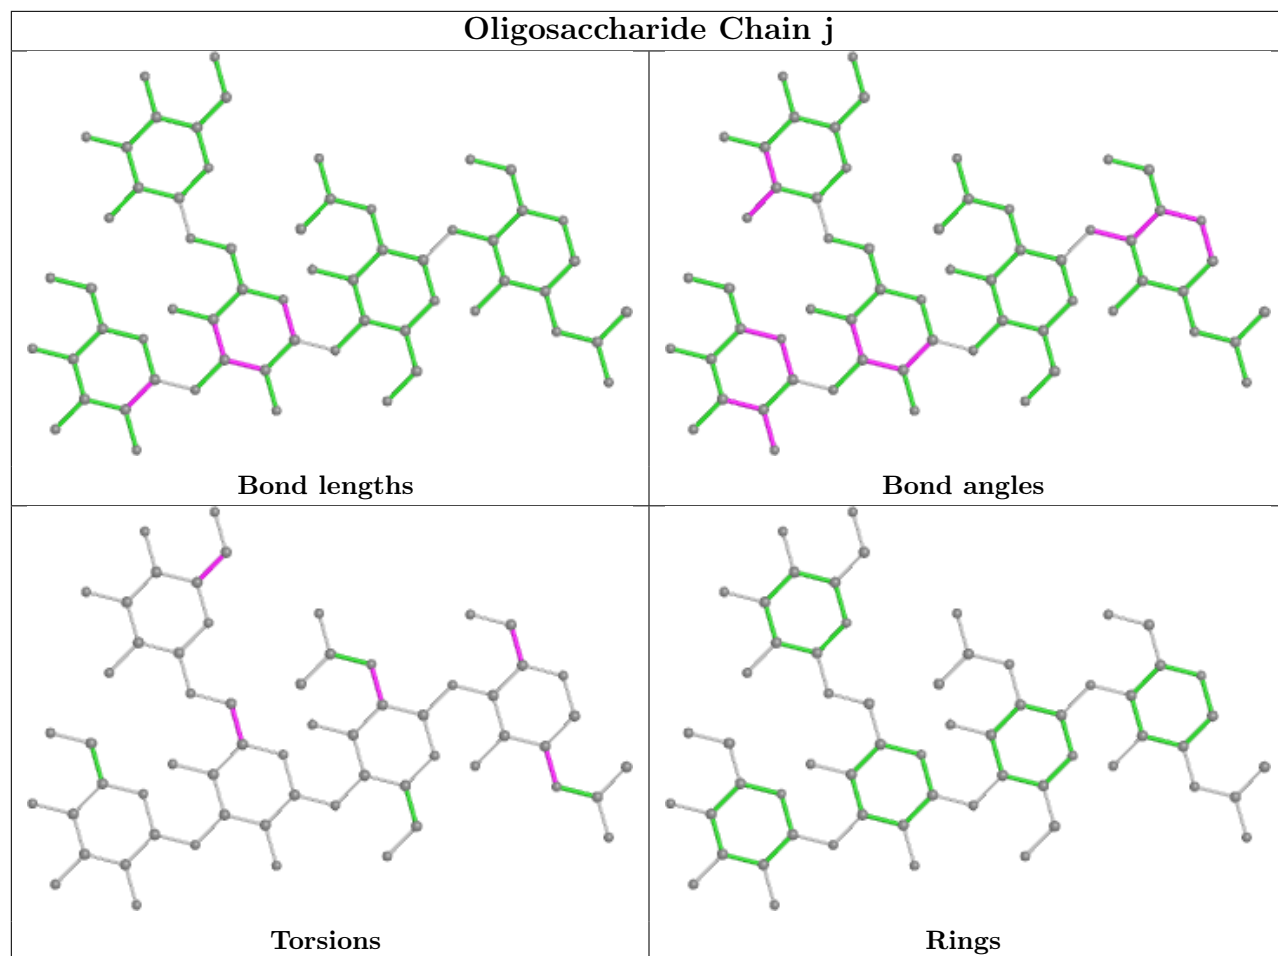 Oligosaccharide Chain j
Bond lengths
Bond angles
Torsions
Rings